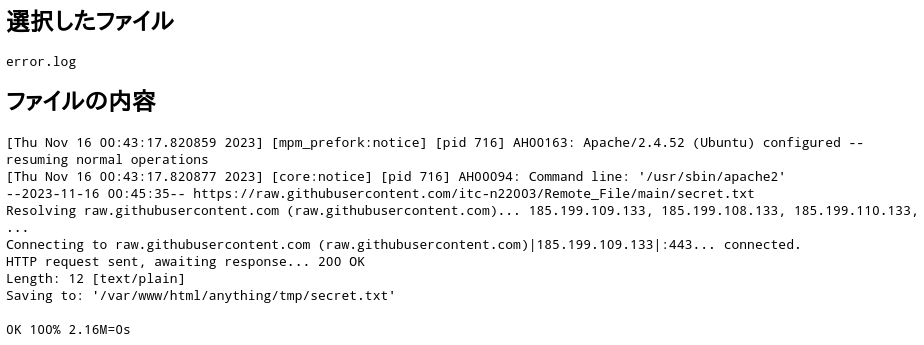 選択したファイル
error.log
ファイルの内容
[Thu Nov 16 00:43:17.820859 2023] [mpm_prefork:notice] [pid 716] AH00163: Apache/2.4.52 (Ubuntu) configured --
resuming normal operations
[Thu Nov 16 00:43:17.820877 2023] [core:notice] [pid 716] AH00094: Command line: '/usr/sbin/apache2'
--2023-11-16 00:45:35-- https://raw.githubusercontent.com/itc-n22003/Remote_File/main/secret.txt
Resolving raw.githubusercontent.com (raw.githubusercontent.com)... 185.199.109.133, 185.199.108.133, 185.199.110.133,
...
Connecting to raw.githubusercontent.com (raw.githubusercontent.com)|185.199.109.133|:443... connected.
HTTP request sent, awaiting response... 200 OK
Length: 12 [text/plain]
Saving to: '/var/www/html/anything/tmp/secret.txt'
0K 100% 2.16M=0s